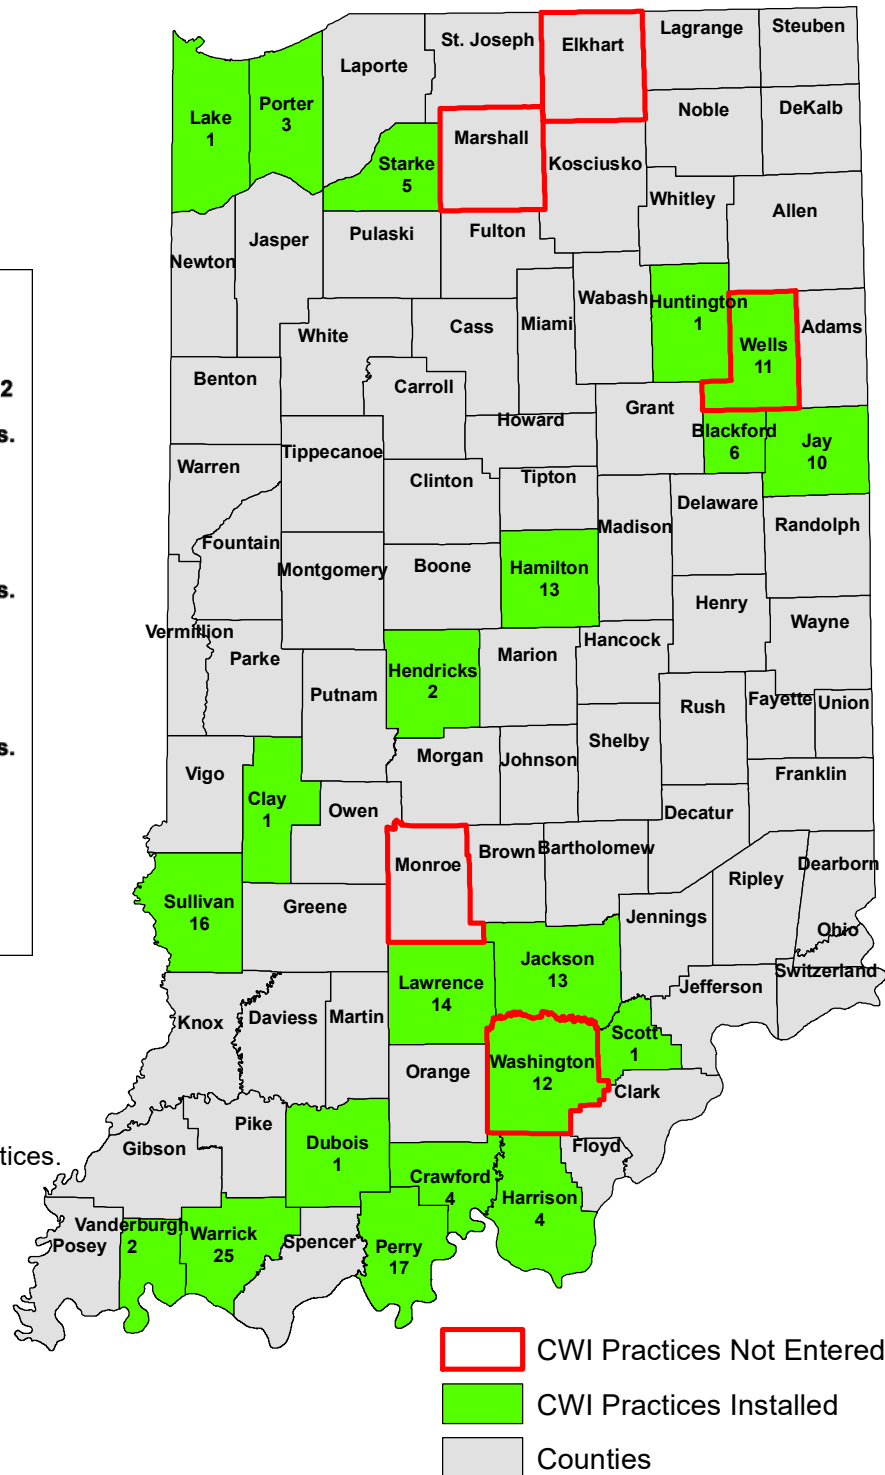 St. Joseph
Elkhart
Lagrange
Steuben
Laporte
Lake
1
Porter
3
Starke
5
Marshall
Noble
DeKalb
Kosciusko
Whitley
Allen
Newton
Jasper
Pulaski
Fulton
White
Cass
Miami
Wabash
Huntington
1
Wells
11
Adams
2
s.
Benton
Carroll
Howard
Grant
Blackford
6
Jay
10
Warren
Tippecanoe
Clinton
Tipton
Madison
Delaware
Randolph
Fountain
Montgomery
Boone
Hamilton
13
s.
Henry
Wayne
Vermillion
Parke
Putnam
Hendricks
2
Marion
Hancock
Rush
Fayette
Union
s.
Vigo
Clay
1
Owen
Morgan
Johnson
Shelby
Decatur
Franklin
Sullivan
16
Greene
Monroe
Brown
Bartholomew
Jennings
Ripley
Dearborn
Ohio
Switzerland
Jefferson
Knox
Daviess
Martin
Lawrence
14
Jackson
13
Scott
1
Orange
Washington
12
Clark
Floyd
tices.
Gibson
Pike
Dubois
1
Crawford
4
Harrison
4
Posey
Vanderburgh
2
Warrick
25
Spencer
Perry
17
CWI Practices Not Entered
CWI Practices Installed
Counties